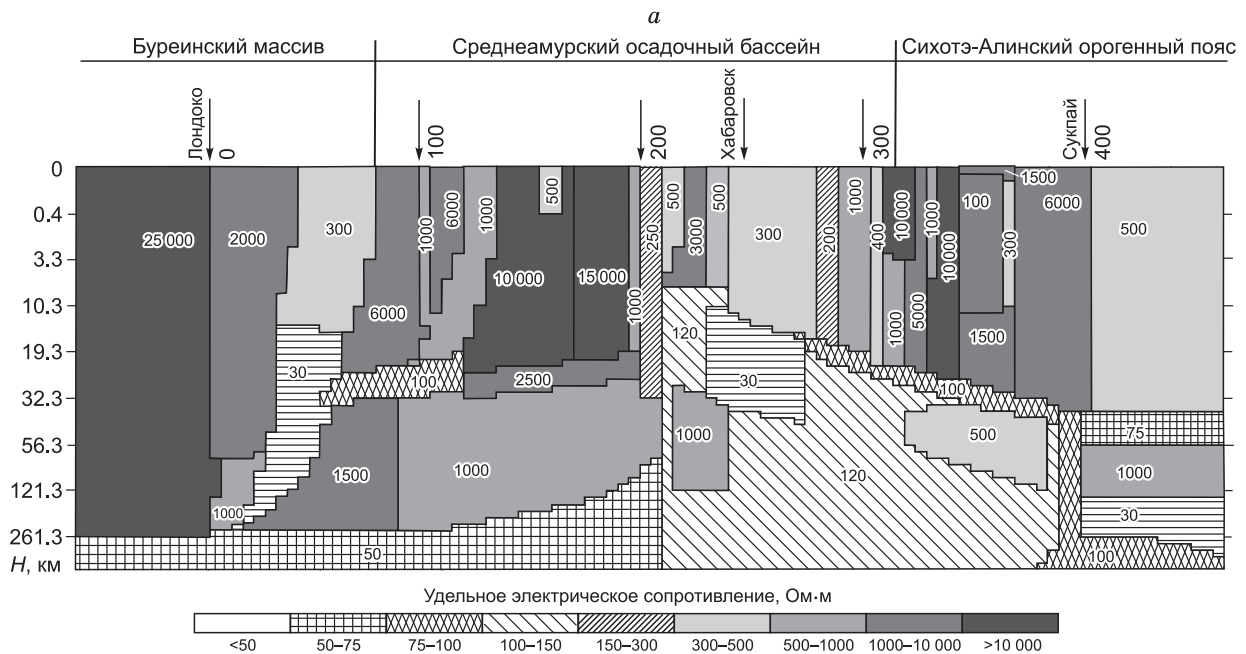 а
Буреинский массив Среднеамурский осадочный бассейн Сихотэ-Алинский орогенный пояс
Лондоко 0 100 200 Хабаровск 300 Сукпай 400
0
0.4
3.3
10.3
19.3
32.3
56.3
121.3
261.3
H, км
25 000 2000 300 6000 1000 6000 1000 500 10 000 15 000 1000 250 500 3000 500 300 200 1000 400 10 000 1000 10 000 1500 100 300 6000 500
30 100 2500 120 30 1000 5000 1500 100
1000 1500 1000 1000 120 500 75 1000 30
50 100
Удельное электрическое сопротивление, Ом·м
<50 50–75 75–100 100–150 150–300 300–500 500–1000 1000–10 000 >10 000